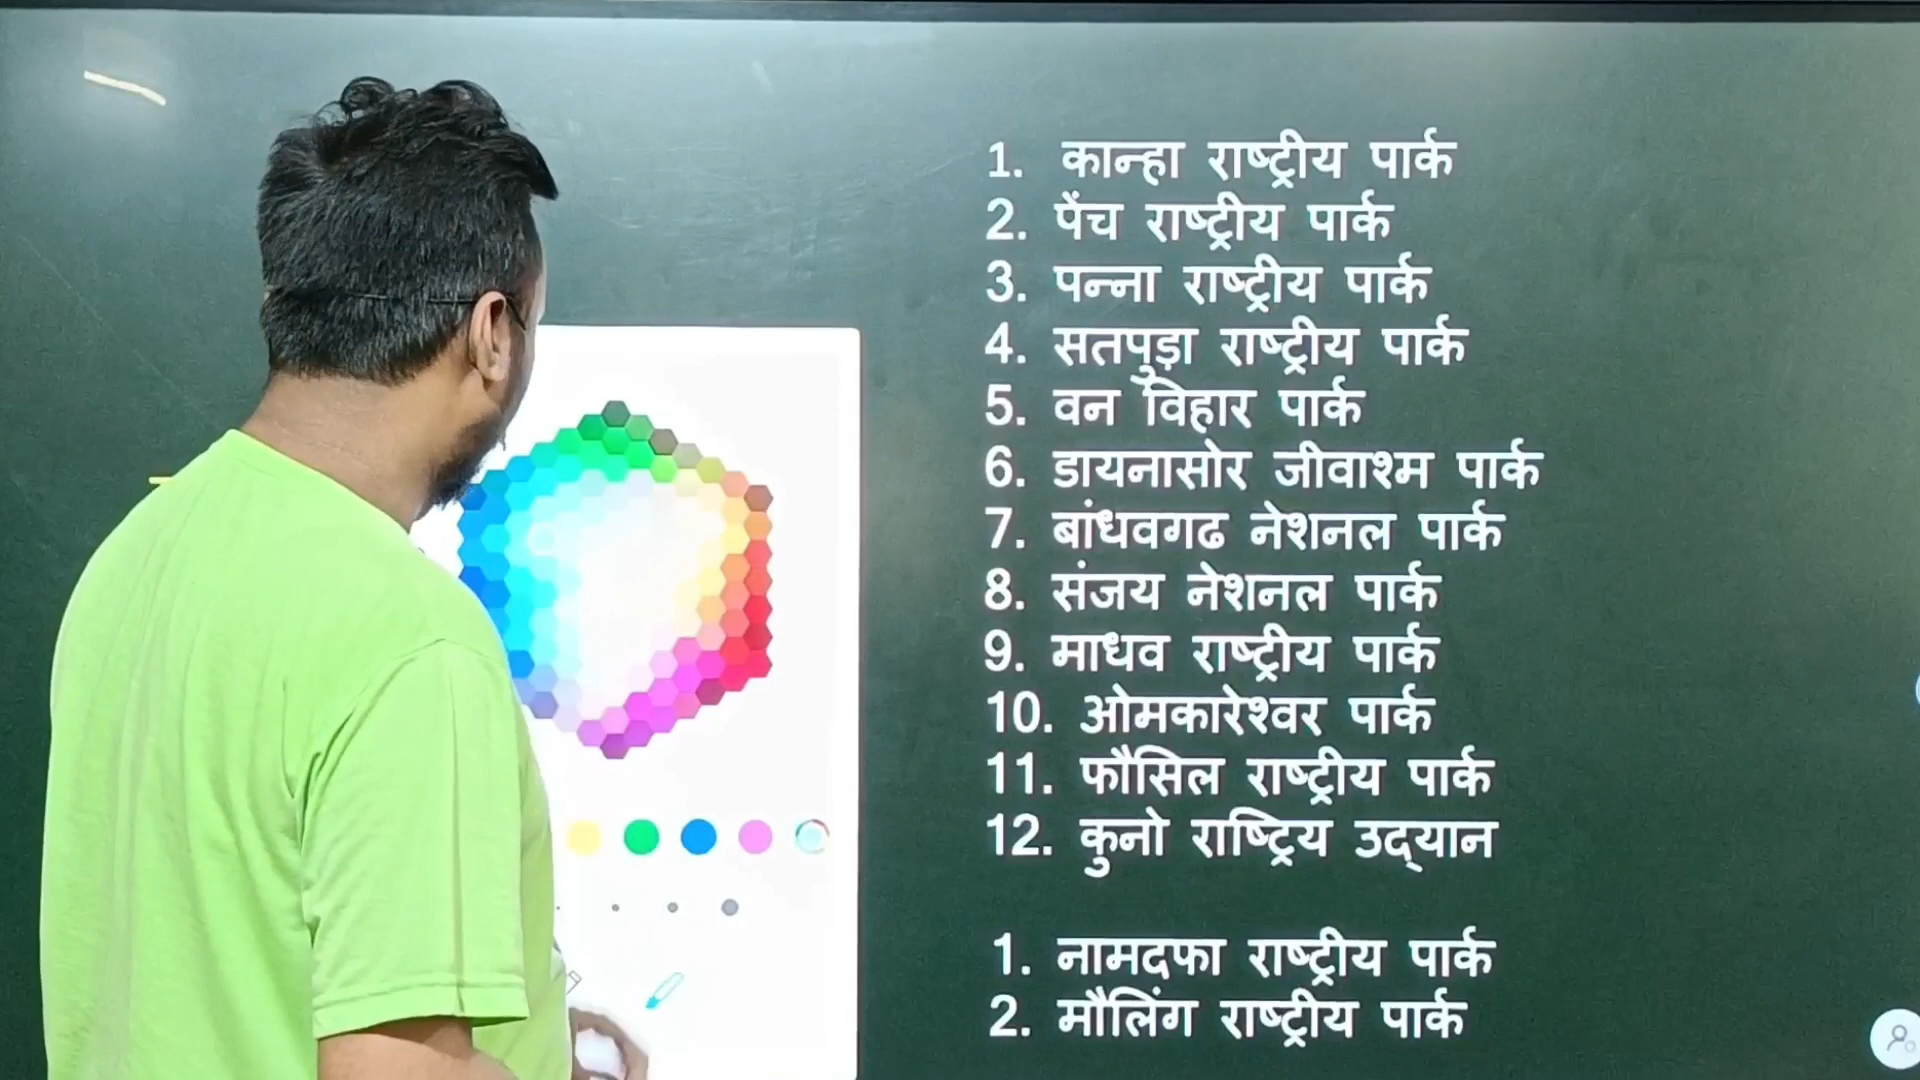 1. कान्हा राष्ट्रीय पार्क
2. पेंच राष्ट्रीय पार्क
3. पन्ना राष्ट्रीय पार्क
4. सतपुड़ा राष्ट्रीय पार्क
5. वन विहार पार्क
6. डायनासोर जीवाश्म पार्क
7. बांधवगढ नेशनल पार्क
8. संजय नेशनल पार्क
9. माधव राष्ट्रीय पार्क
10. ओमकारेश्वर पार्क
11. फौसिल राष्ट्रीय पार्क
12. कुनो राष्ट्रिय उद्‌यान
1. नामदफा राष्ट्रीय पार्क
2. मौलिंग राष्ट्रीय पार्क